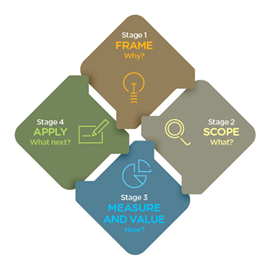 Stage 1
FRAME
Why?
Stage 2
SCOPE
What?
Stage 3
MEASURE
AND VALUE
How?
Stage 4
APPLY
What next?